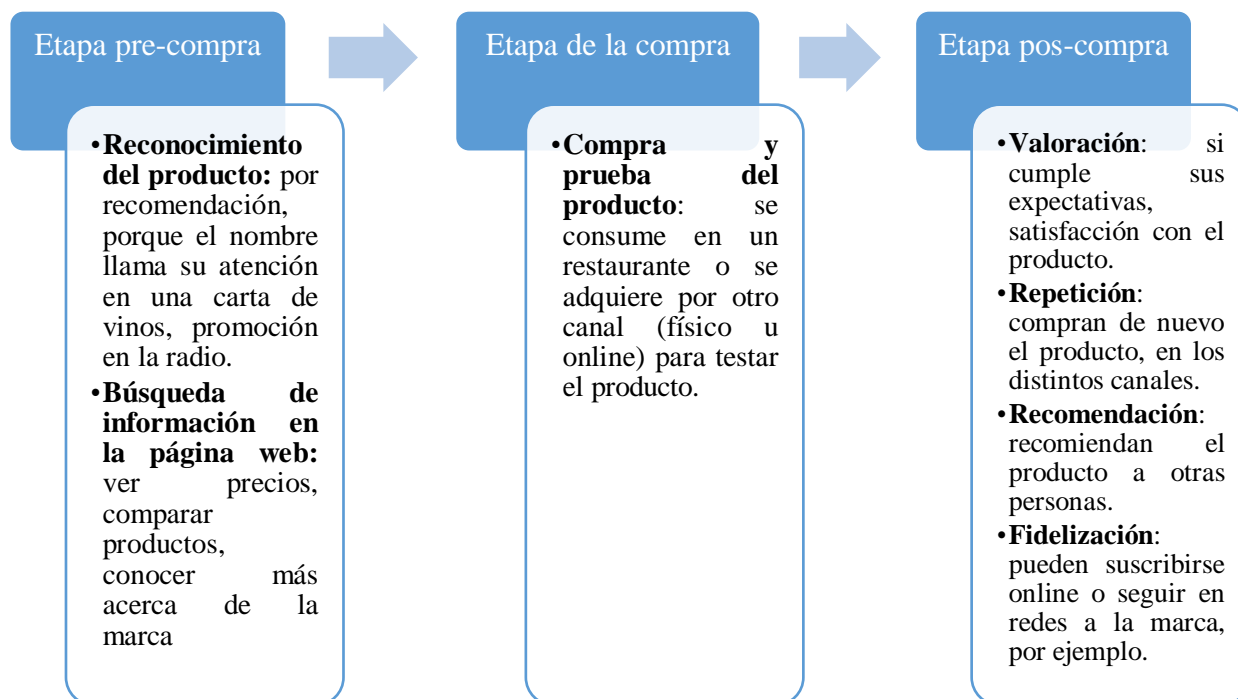 Etapa pre-compra
•Reconocimiento
del producto: por
recomendación,
porque el nombre
llama su atención
en una carta de
vinos, promoción
en la radio.
•Búsqueda de
información en
la página web:
ver precios,
comparar
productos,
conocer más
acerca de la
marca
Etapa de la compra
•Compra y
prueba del
producto: se
consume en un
restaurante o se
adquiere por otro
canal (físico u
online) para testar
el producto.
Etapa pos-compra
•Valoración: si
cumple sus
expectativas,
satisfacción con el
producto.
•Repetición:
compran de nuevo
el producto, en los
distintos canales.
•Recomendación:
recomiendan el
producto a otras
personas.
•Fidelización:
pueden suscribirse
online o seguir en
redes a la marca,
por ejemplo.